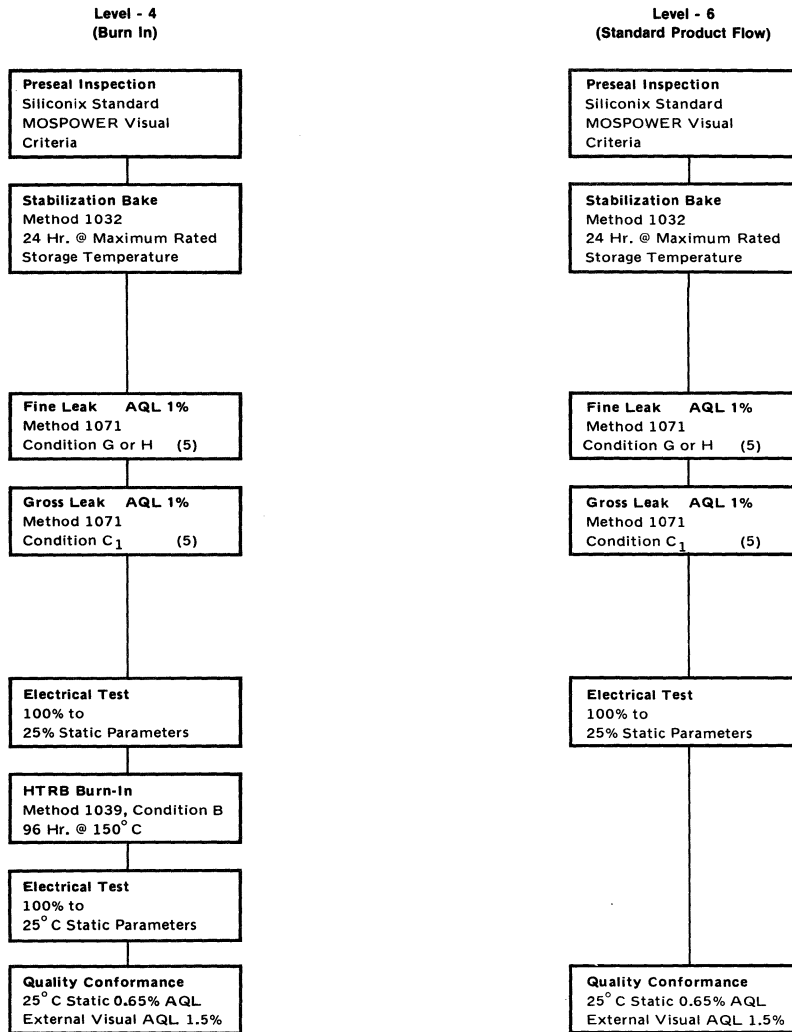 Level - 4
(Burn In)
Preseal Inspection
Siliconix Standard
MOSPOWER Visual
Criteria
Stabilization Bake
Method 1032
24 Hr. @ Maximum Rated
Storage Temperature
Fine Leak AQL 1%
Method 1071
Condition G or H (5)
Gross Leak AQL 1%
Method 1071
Condition C1 (5)
Electrical Test
100% to
25% Static Parameters
HTRB Burn-In
Method 1039, Condition B
96 Hr. @ 150°C
Electrical Test
100% to
25°C Static Parameters
Quality Conformance
25°C Static 0.65% AQL
External Visual AQL 1.5%
Level - 6
(Standard Product Flow)
Preseal Inspection
Siliconix Standard
MOSPOWER Visual
Criteria
Stabilization Bake
Method 1032
24 Hr. @ Maximum Rated
Storage Temperature
Fine Leak AQL 1%
Method 1071
Condition G or H (5)
Gross Leak AQL 1%
Method 1071
Condition C1 (5)
Electrical Test
100% to
25% Static Parameters
Quality Conformance
25°C Static 0.65% AQL
External Visual AQL 1.5%